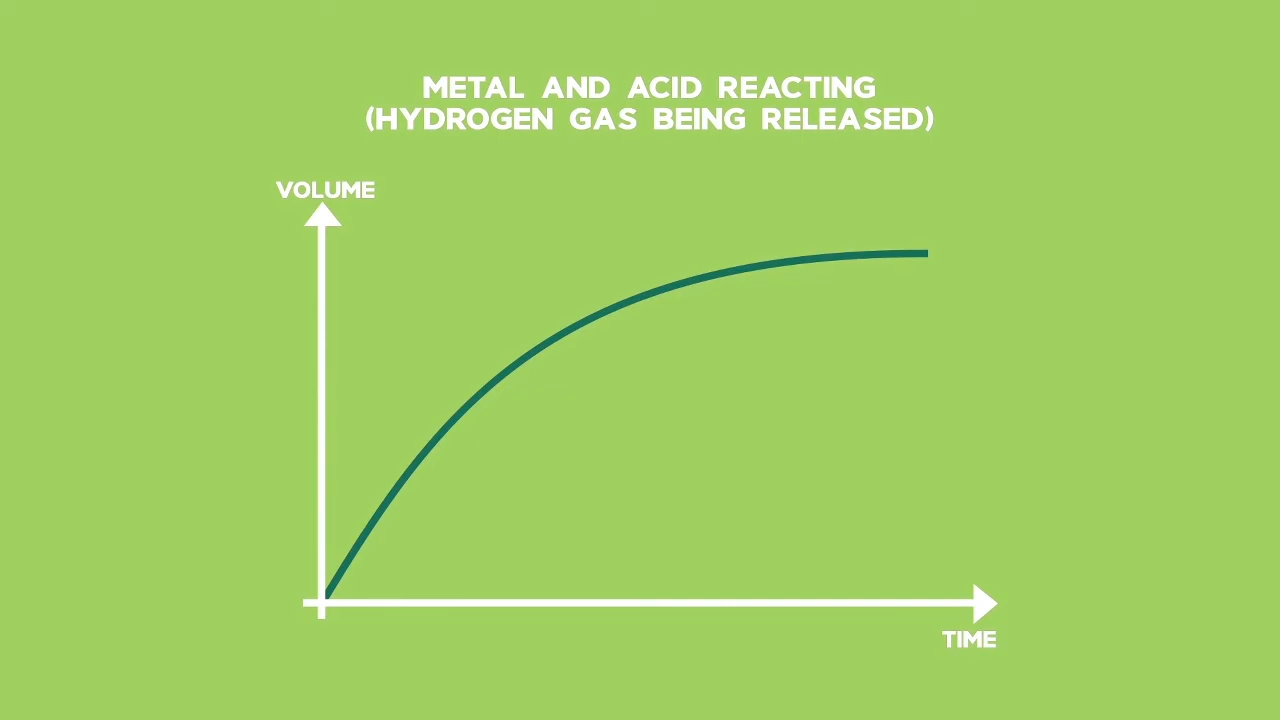 METAL AND ACID REACTING
(HYDROGEN GAS BEING RELEASED)
VOLUME
TIME